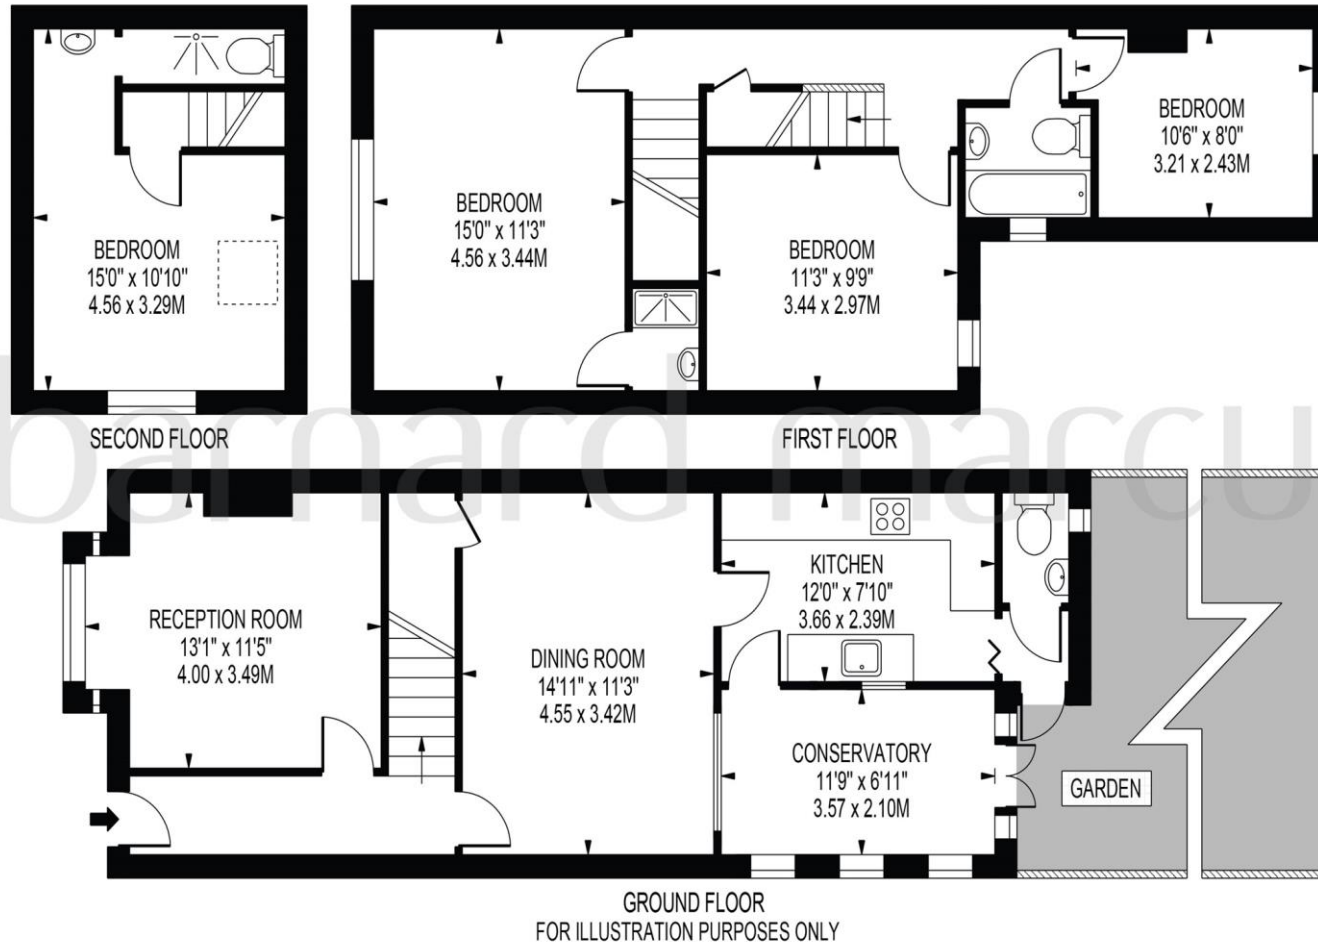 BEDROOM
15'0" x 10'10"
4.56 x 3.29M
SECOND FLOOR
BEDROOM
15'0" x 11'3"
4.56 x 3.44M
BEDROOM
11'3" x 9'9"
3.44 x 2.97M
BEDROOM
10'6" x 8'0"
3.21 x 2.43M
FIRST FLOOR
barnard marcu
RECEPTION ROOM
13'1" x 11'5"
4.00 x 3.49M
DINING ROOM
14'11" x 11'3"
4.55 x 3.42M
KITCHEN
12'0" x 7'10"
3.66 x 2.39M
CONSERVATORY
11'9" x 6'11"
3.57 x 2.10M
GARDEN
GROUND FLOOR
FOR ILLUSTRATION PURPOSES ONLY